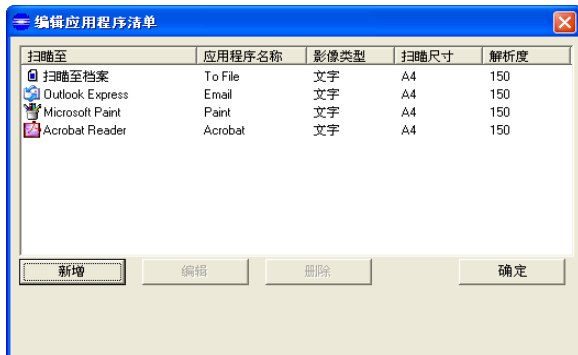 编辑应用程序清单
扫瞄至 应用程序名称 影像类型 扫瞄尺寸 解析度
扫瞄至档案 To File 文字 A4 150
Outlook Express Email 文字 A4 150
Microsoft Paint Paint 文字 A4 150
Acrobat Reader Acrobat 文字 A4 150
新增 编辑 删除 确定